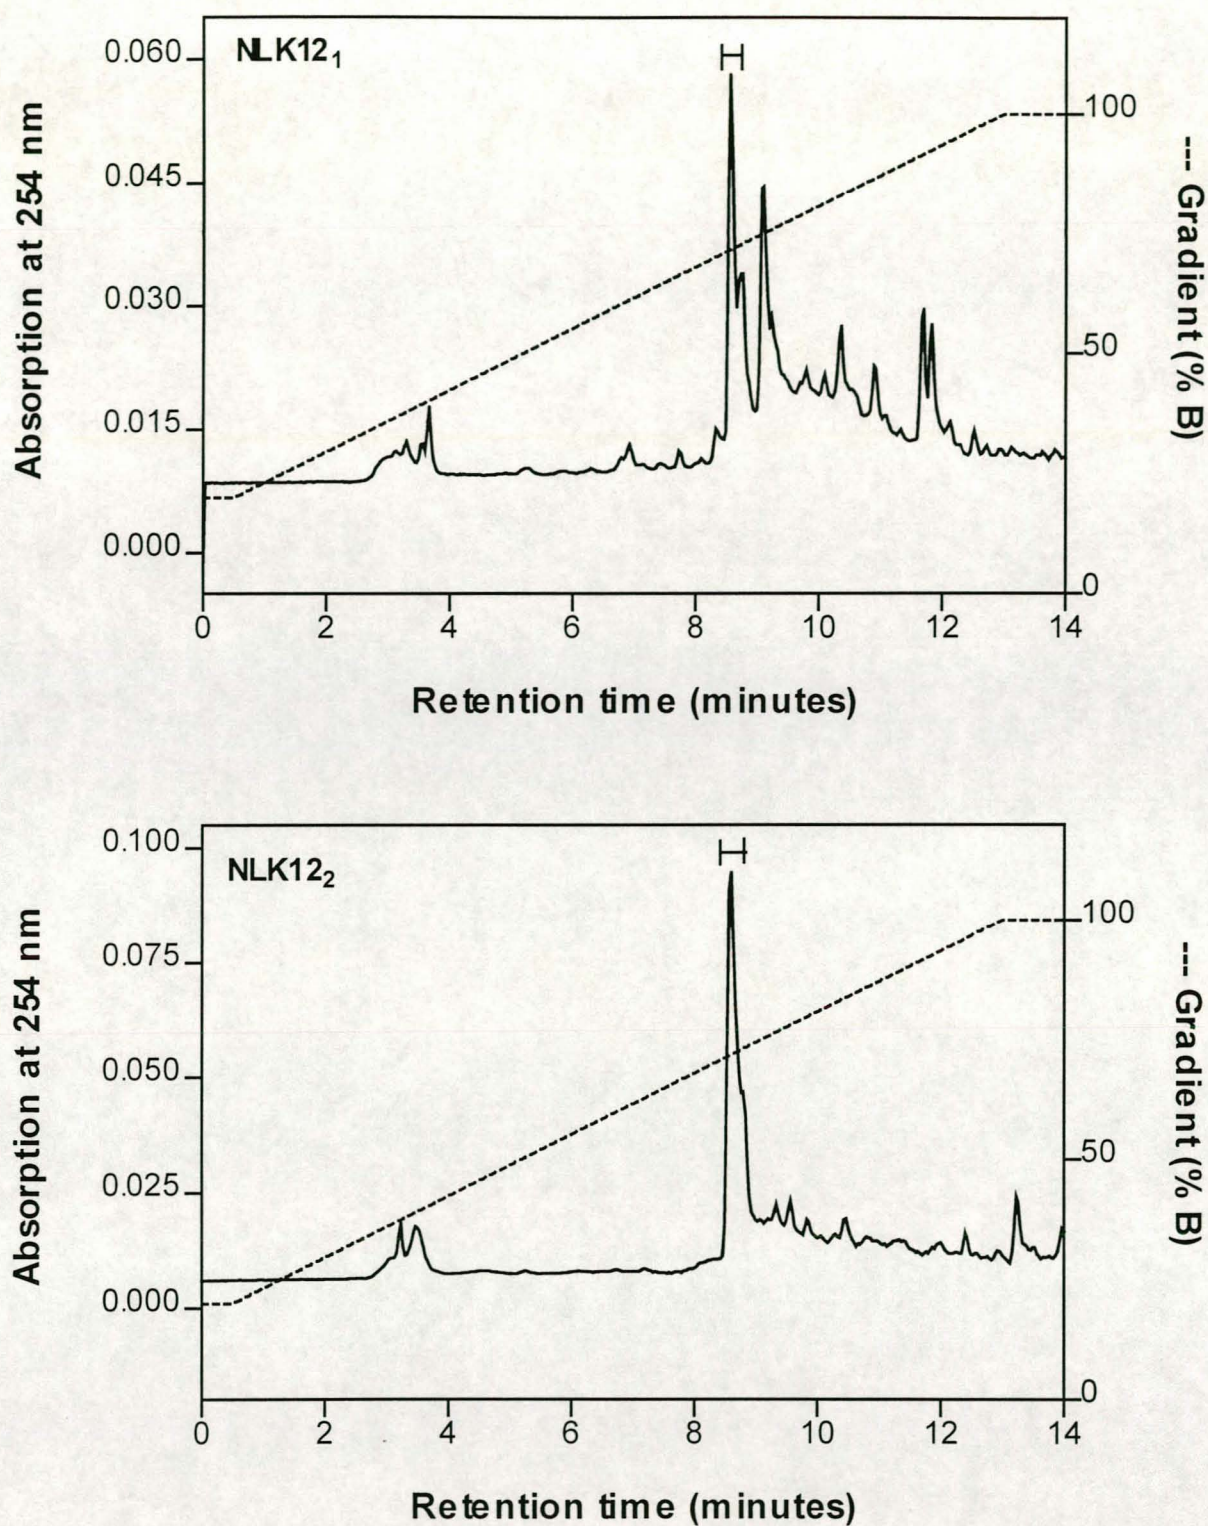 NLK12₁
Absorption at 254 nm
0.060
0.045
0.030
0.015
0.000
100
50
0
--- Gradient (% B)
0 2 4 6 8 10 12 14
Retention time (minutes)
NLK12₂
Absorption at 254 nm
0.100
0.075
0.050
0.025
0.000
100
50
0
--- Gradient (% B)
0 2 4 6 8 10 12 14
Retention time (minutes)